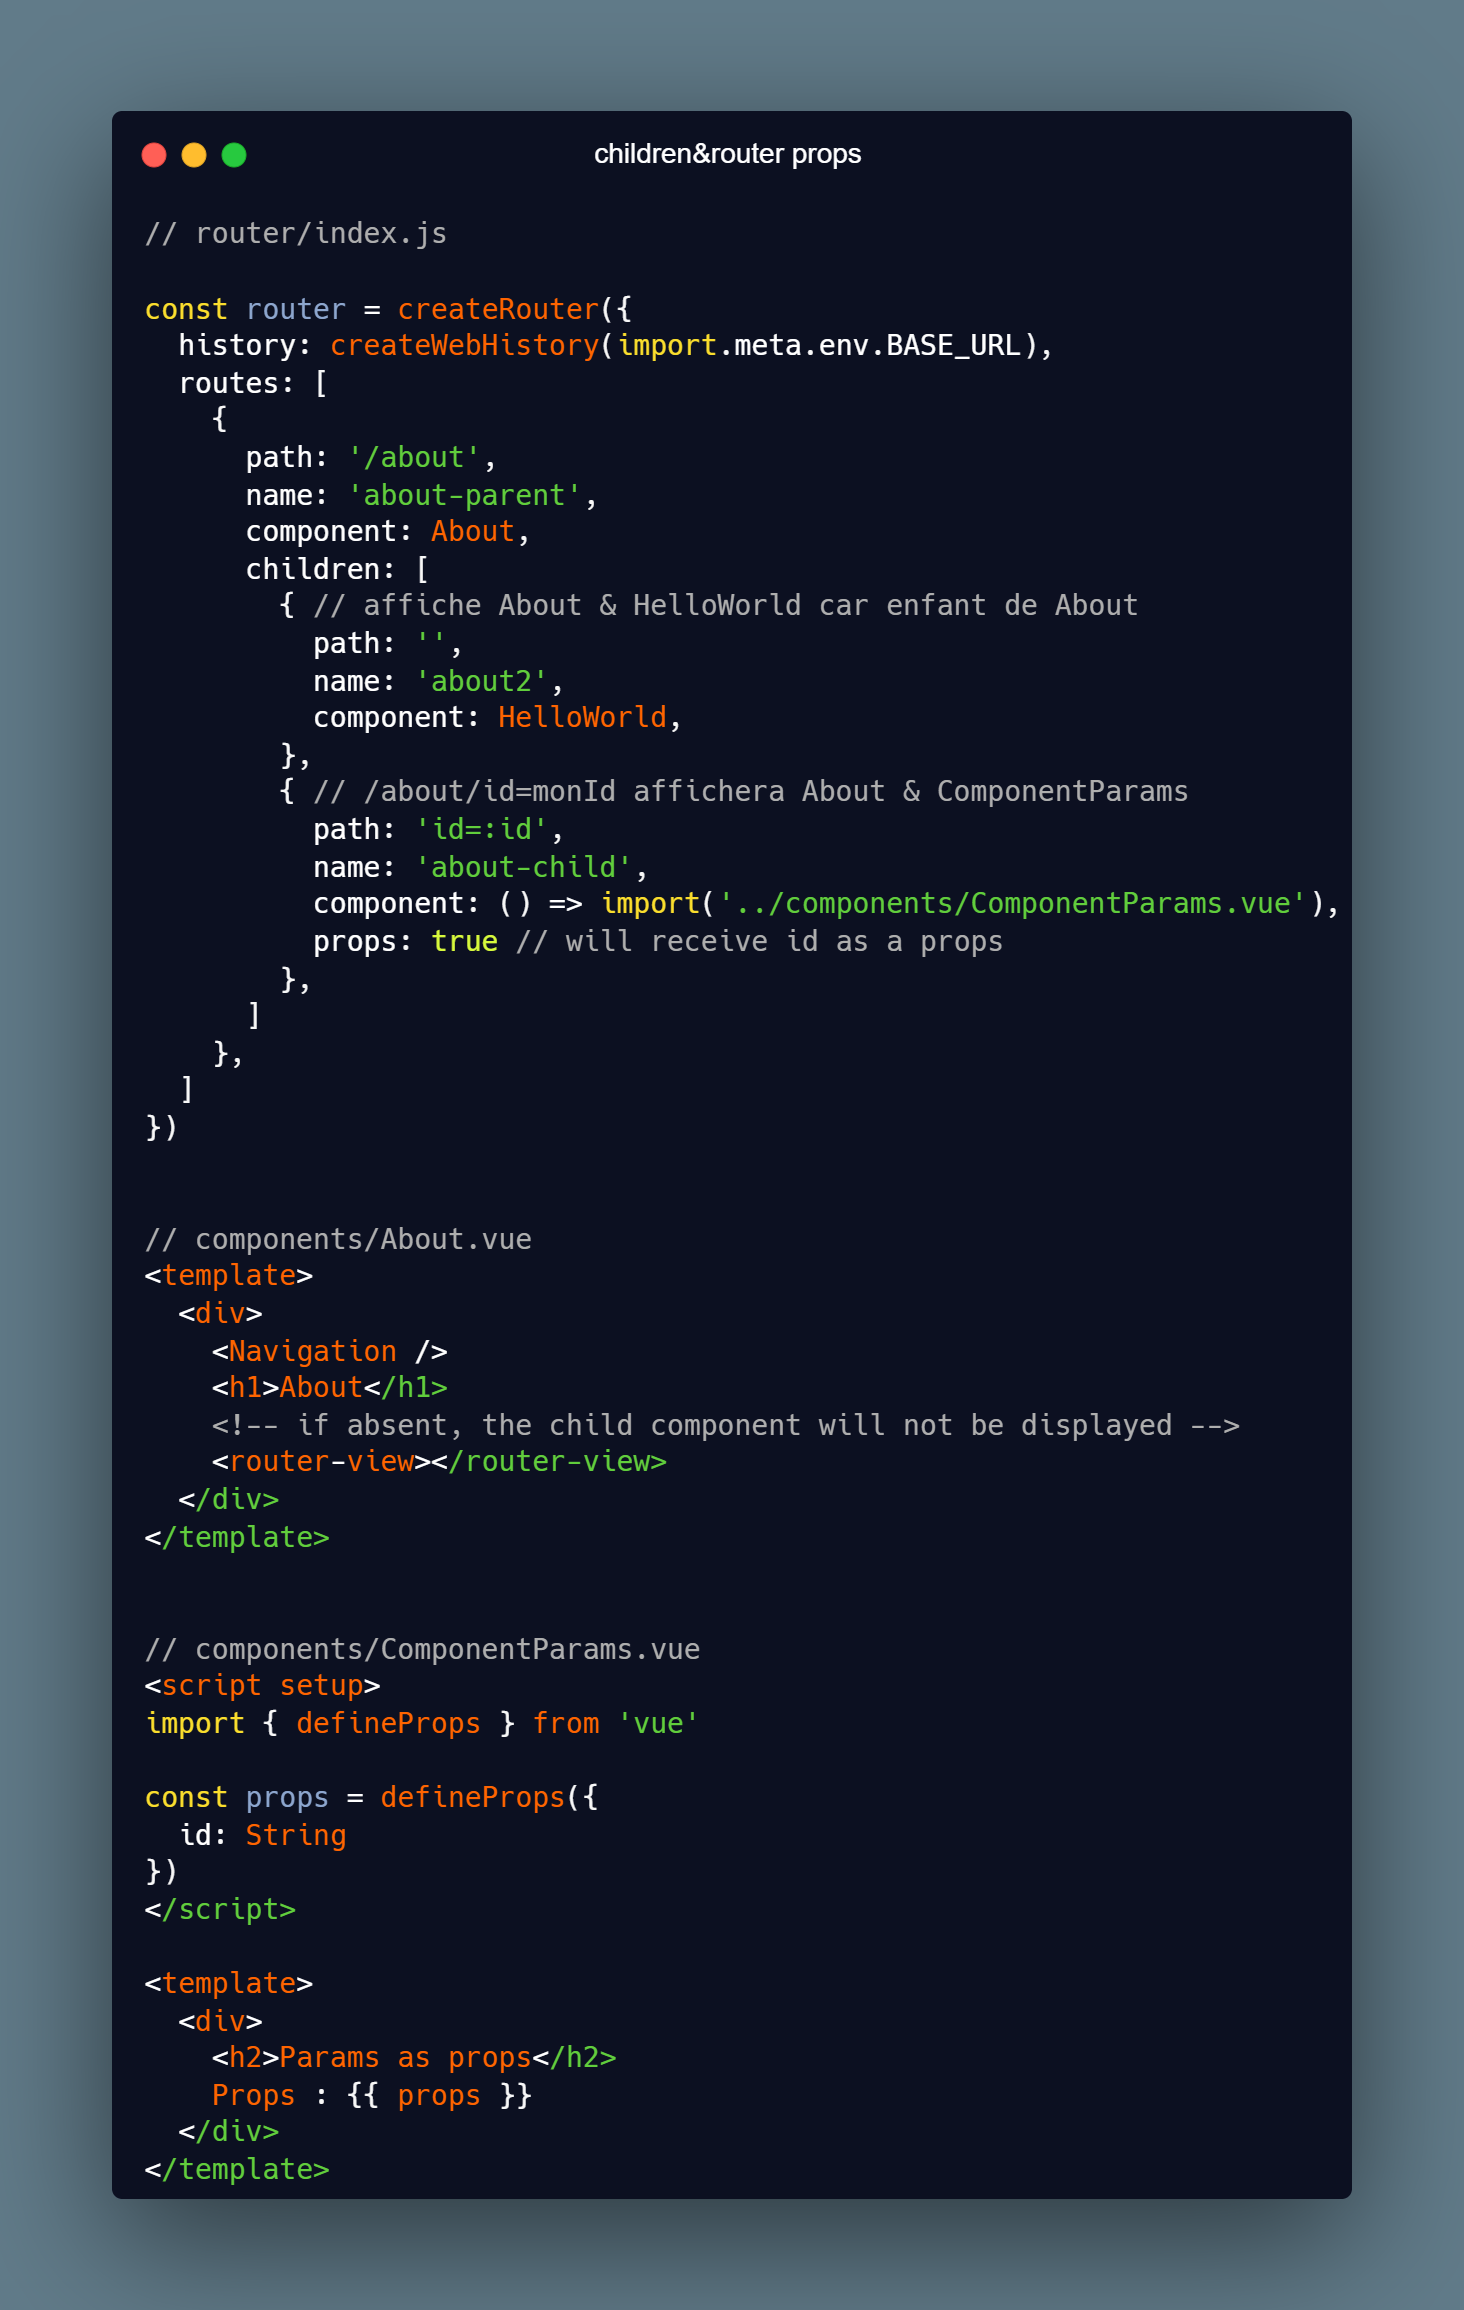 children&router props
// router/index.js
const router = createRouter({
  history: createWebHistory(import.meta.env.BASE_URL),
  routes: [
    {
      path: '/about',
      name: 'about-parent',
      component: About,
      children: [
        { // affiche About & HelloWorld car enfant de About
          path: '',
          name: 'about2',
          component: HelloWorld,
        },
        { // /about/id=monId affichera About & ComponentParams
          path: 'id=:id',
          name: 'about-child',
          component: () => import('../components/ComponentParams.vue'),
          props: true // will receive id as a props
        },
      ]
    },
  ]
})
// components/About.vue
<template>
  <div>
    <Navigation />
    <h1>About</h1>
    <!-- if absent, the child component will not be displayed -->
    <router-view></router-view>
  </div>
</template>
// components/ComponentParams.vue
<script setup>
import { defineProps } from 'vue'
const props = defineProps({
  id: String
})
</script>
<template>
  <div>
    <h2>Params as props</h2>
    Props : {{ props }}
  </div>
</template>